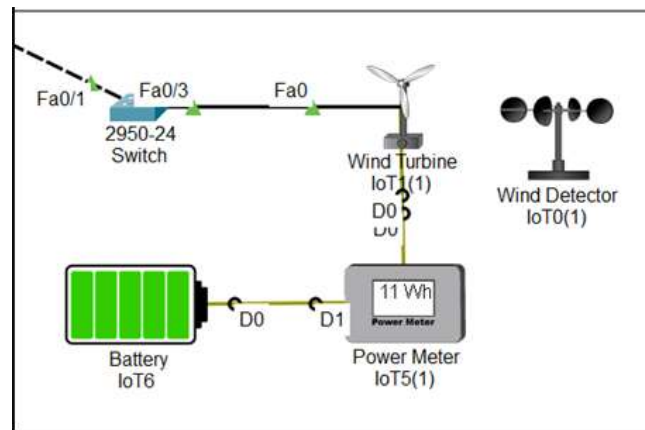 Fa0/1
Fa0/3
Fa0
2950-24
Switch
Wind Turbine
IoT1(1)
Wind Detector
IoT0(1)
D0
D0
11 Wh
Power Meter
D0
D1
Battery
IoT6
Power Meter
IoT5(1)